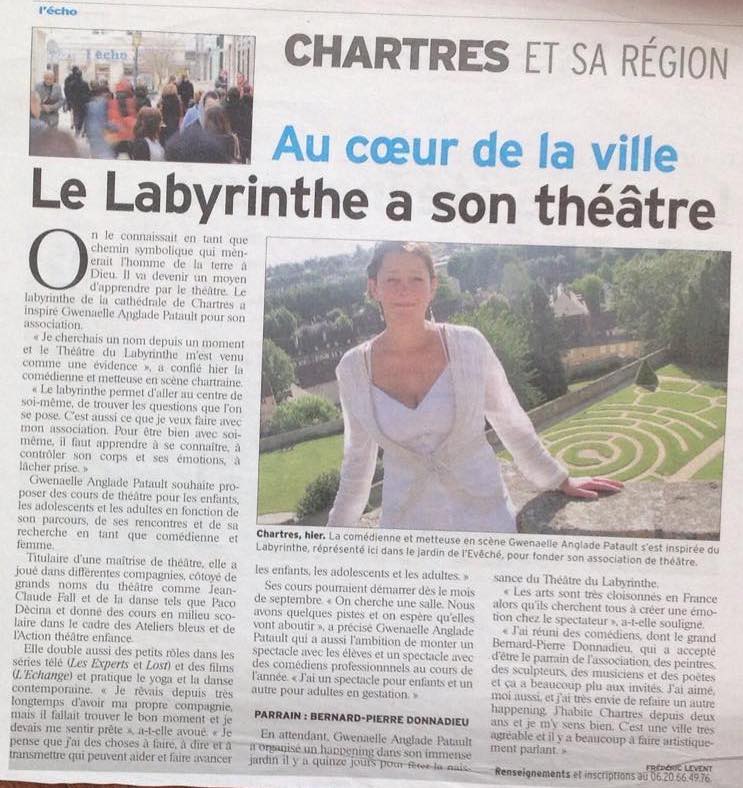 l'écho
l'écho
CHARTRES ET SA RÉGION
Au cœur de la ville
Le Labyrinthe a son théâtre
On le connaissait en tant que
chemin symbolique qui mèn-
erait l'homme de la terre à
Dieu. Il va devenir un moyen
d'apprendre par le théâtre. Le
labyrinthe de la cathédrale de Chartres a
inspiré Gwenaelle Anglade Patault pour son
association.
« Je cherchais un nom depuis un moment
et le Théâtre du Labyrinthe m'est venu
comme une évidence », a confié hier la
comédienne et metteuse en scène chartraine.
« Le labyrinthe permet d'aller au centre de
soi-même, de trouver les questions que l'on
se pose. C'est aussi ce que je veux faire avec
mon association. Pour être bien avec soi-
même, il faut apprendre à se connaître, à
contrôler son corps et ses émotions, à
lâcher prise. »
Gwenaelle Anglade Patault souhaite pro-
poser des cours de théâtre pour les enfants,
les adolescents et les adultes en fonction de
son parcours, de ses rencontres et de sa
recherche en tant que comédienne et
femme.
Titulaire d'une maîtrise de théâtre, elle a
joué dans différentes compagnies, côtoyé de
grands noms du théâtre comme Jean-
Claude Fall et de la danse tels que Paco
Dècina et donné des cours en milieu sco-
laire dans le cadre des Ateliers bleus et de
l'Action théâtre enfance.
Elle double aussi des petits rôles dans les
séries télé (Les Experts et Lost) et des films
(L'Echange) et pratique le yoga et la danse
contemporaine. « Je rêvais depuis très
longtemps d'avoir ma propre compagnie,
mais il fallait trouver le bon moment et je
devais me sentir prête », a-t-elle avoué. « Je
pense que j'ai des choses à faire, à dire et à
transmettre qui peuvent aider et faire avancer
Chartres, hier. La comédienne et metteuse en scène Gwenaelle Anglade Patault s'est inspirée du
Labyrinthe, réprésenté ici dans le jardin de l'Evêché, pour fonder son association de théâtre.
les enfants, les adolescents et les adultes. »
Ses cours pourraient démarrer dès le mois
de septembre. « On cherche une salle. Nous
avons quelques pistes et on espère qu'elles
vont aboutir », a précisé Gwenaelle Anglade
Patault qui a aussi l'ambition de monter un
spectacle avec les élèves et un spectacle avec
des comédiens professionnnels au cours de
l'année. « J'ai un spectacle pour enfants et un
autre pour adultes en gestation. »
PARRAIN : BERNARD-PIERRE DONNADIEU
En attendant, Gwenaelle Anglade Patault
a organisé un happening dans son immense
jardin il y a quinze jours pour fêter la nais-
sance du Théâtre du Labyrinthe.
« Les arts sont très cloisonnés en France
alors qu'ils cherchent tous à créer une émo-
tion chez le spectateur », a-t-elle souligné.
« J'ai réuni des comédiens, dont le grand
Bernard-Pierre Donnadieu, qui a accepté
d'être le parrain de l'association, des peintres,
des sculpteurs, des musiciens et des poètes
et ça a beaucoup plu aux invités. J'ai aimé,
moi aussi, et j'ai très envie de refaire un autre
happening. J'habite Chartres depuis deux
ans et je m'y sens bien. C'est une ville très
agréable et il y a beaucoup à faire artistique-
ment parlant. »
FRÉDÉRIC LEVENT
Renseignements et inscriptions au 06.20.66.49.76.